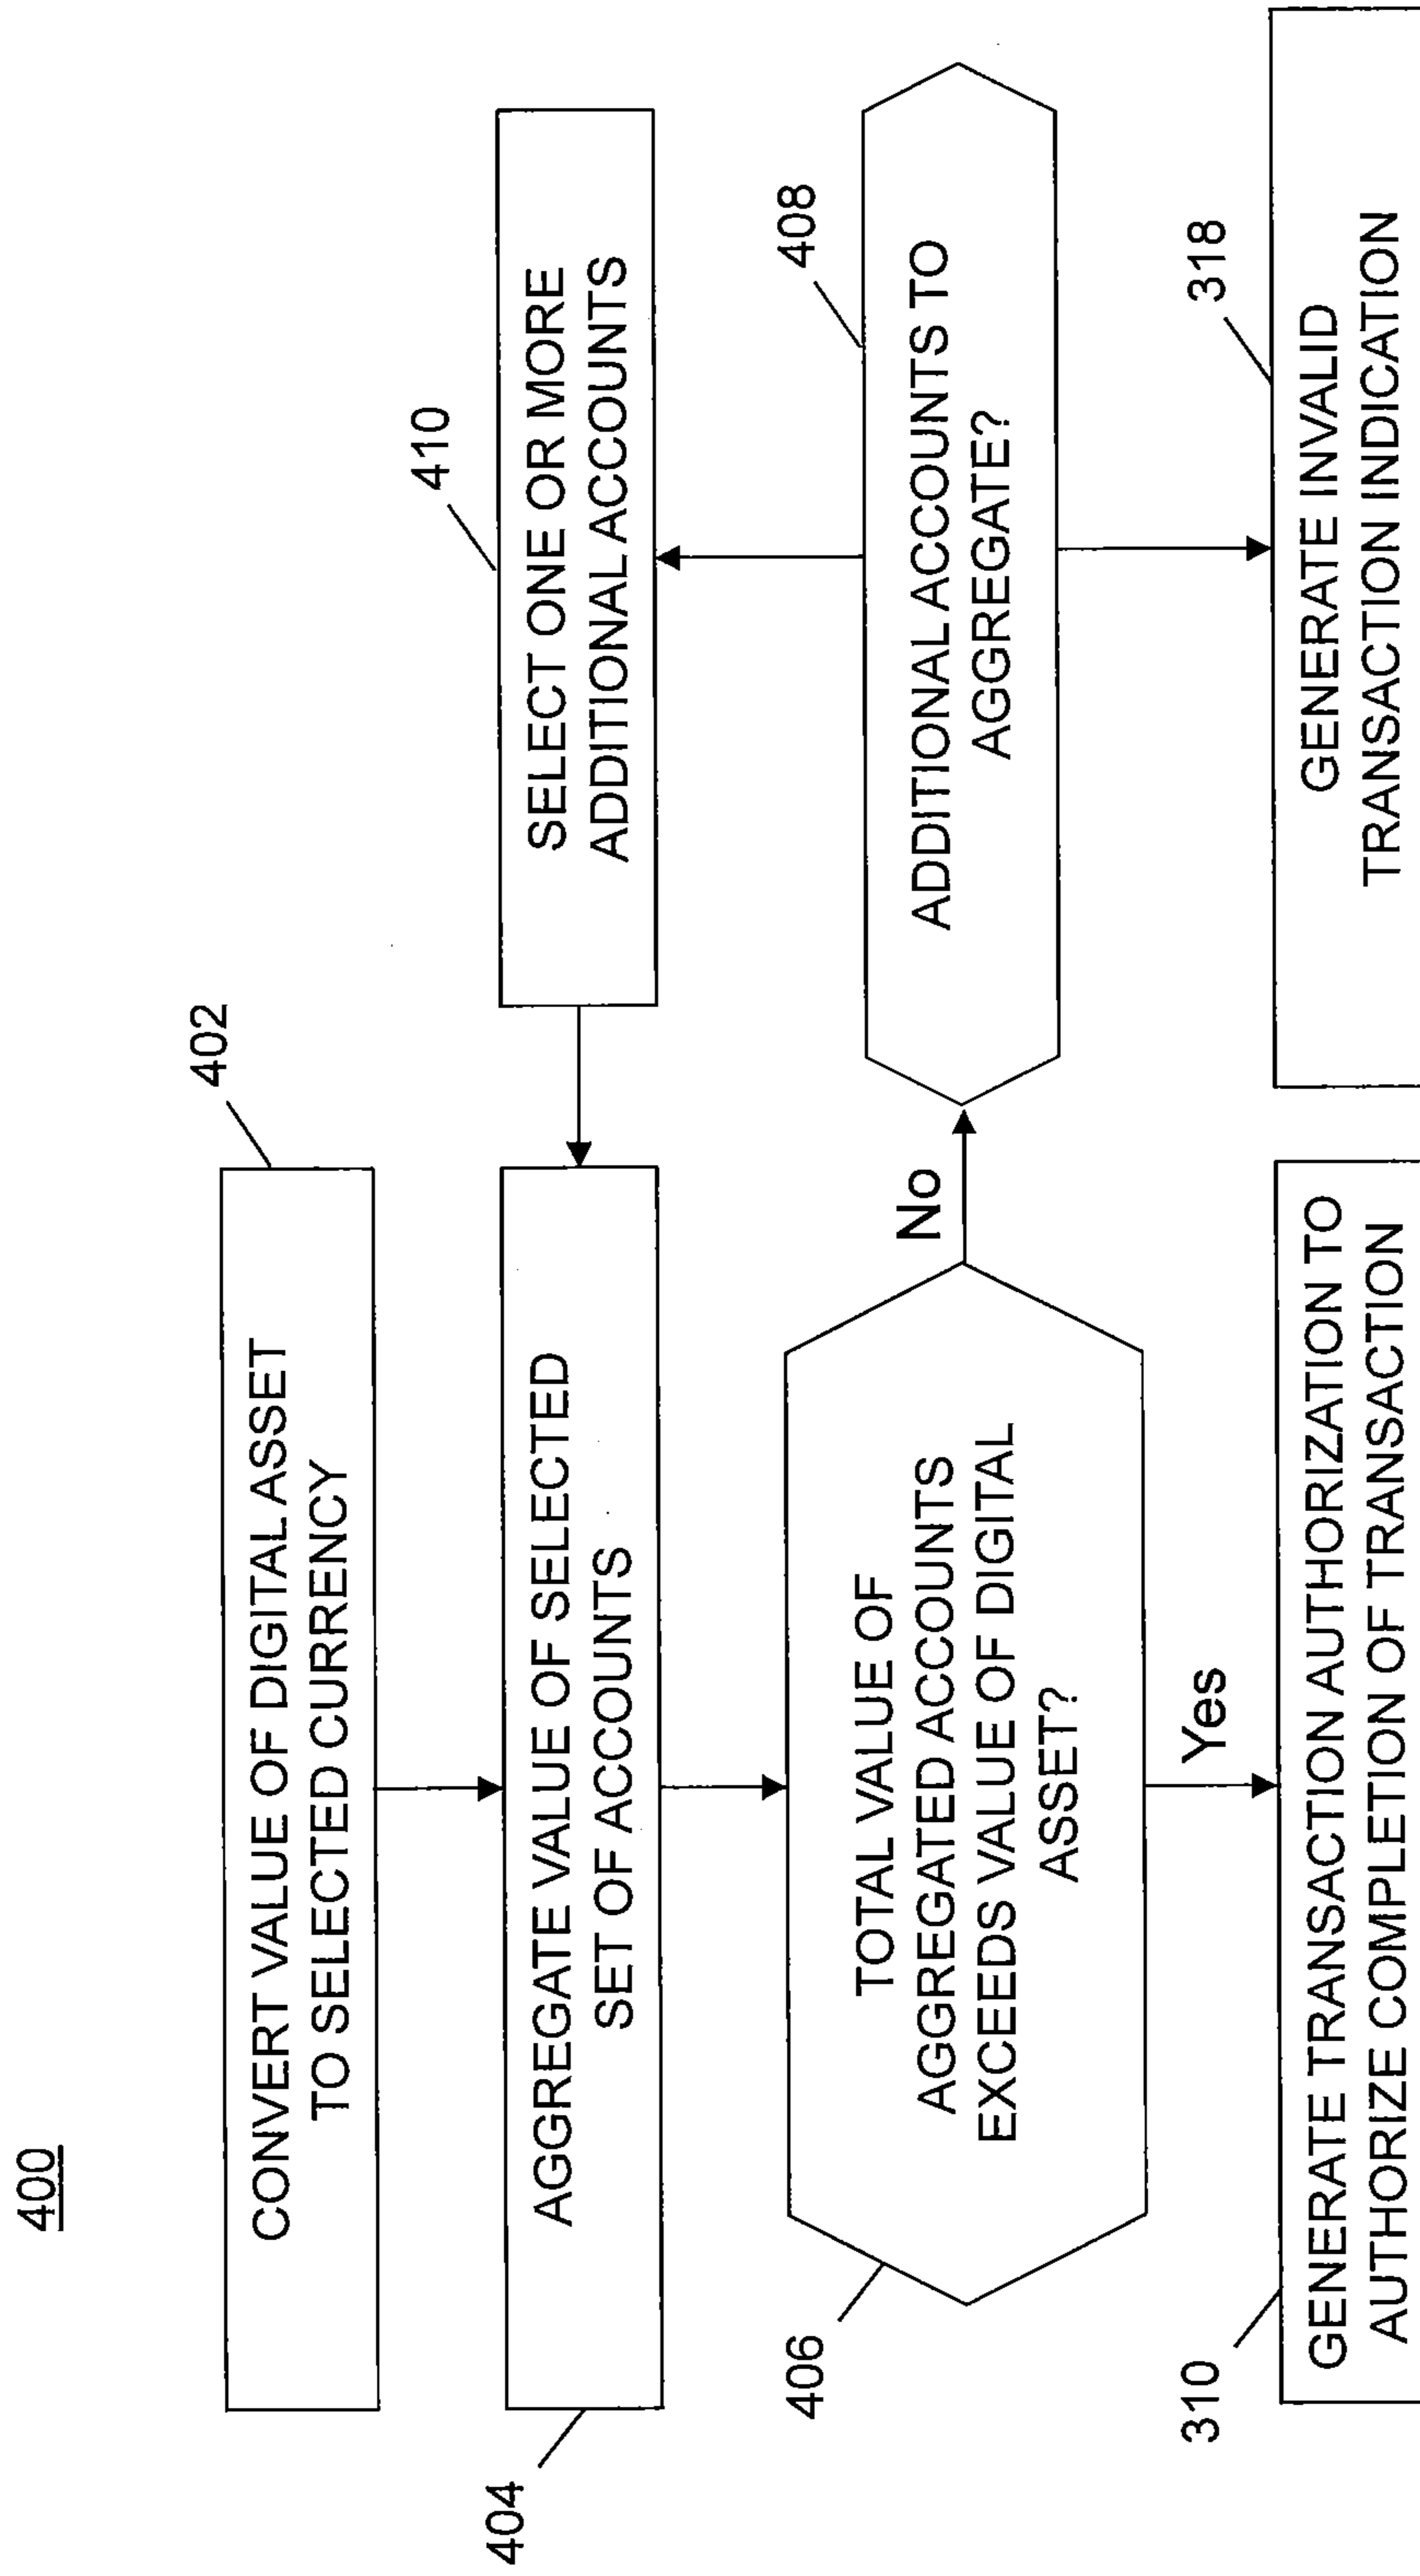 400
402
CONVERT VALUE OF DIGITAL ASSET
TO SELECTED CURRENCY
404
AGGREGATE VALUE OF SELECTED
SET OF ACCOUNTS
410
SELECT ONE OR MORE
ADDITIONAL ACCOUNTS
406
TOTAL VALUE OF
AGGREGATED ACCOUNTS
EXCEEDS VALUE OF DIGITAL
ASSET?
No
408
ADDITIONAL ACCOUNTS TO
AGGREGATE?
Yes
310
GENERATE TRANSACTION AUTHORIZATION TO
AUTHORIZE COMPLETION OF TRANSACTION
318
GENERATE INVALID
TRANSACTION INDICATION